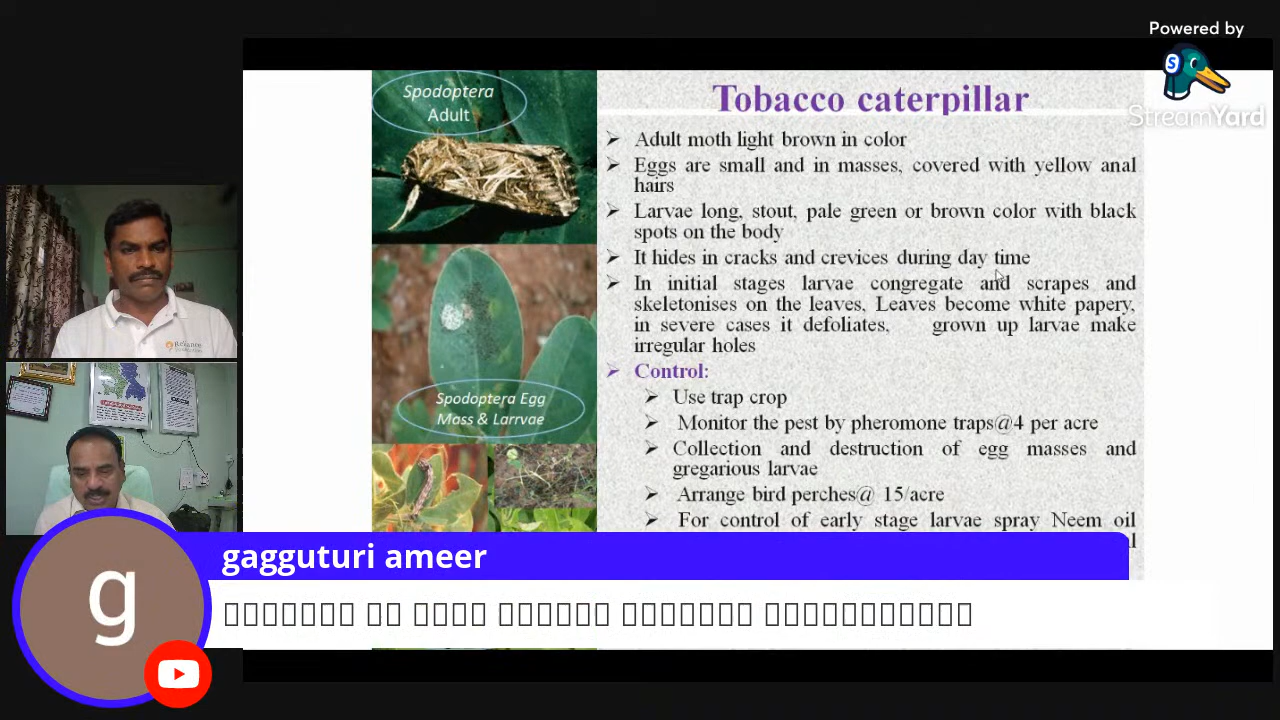 Powered by
StreamYard
Spodoptera
Adult
Tobacco caterpillar
➢ Adult moth light brown in color
➢ Eggs are small and in masses, covered with yellow anal
hairs
➢ Larvae long, stout, pale green or brown color with black
spots on the body
➢ It hides in cracks and crevices during day time
➢ In initial stages larvae congregate and scrapes and
skeletonises on the leaves, Leaves become white papery,
in severe cases it defoliates, grown up larvae make
irregular holes
➢ Control:
➢ Use trap crop
➢ Monitor the pest by pheromone traps@4 per acre
➢ Collection and destruction of egg masses and
gregarious larvae
➢ Arrange bird perches@ 15/acre
➢ For control of early stage larvae spray Neem oil
Spodoptera Egg
Mass & Larrvae
Reliance
g
gagguturi ameer